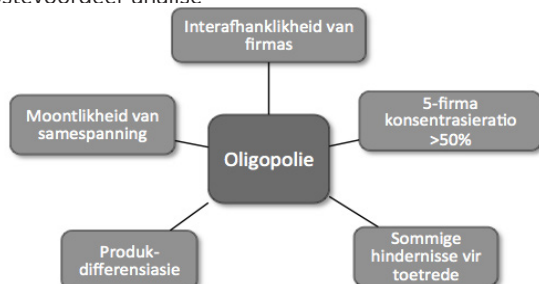 Interafhanklikheid van
firmas
Moontlikheid van
samespanning
5-firma
konsentrasieratio
>50%
Oligopolie
Produk-
differensiasie
Sommige
hindernisse vir
toetrede